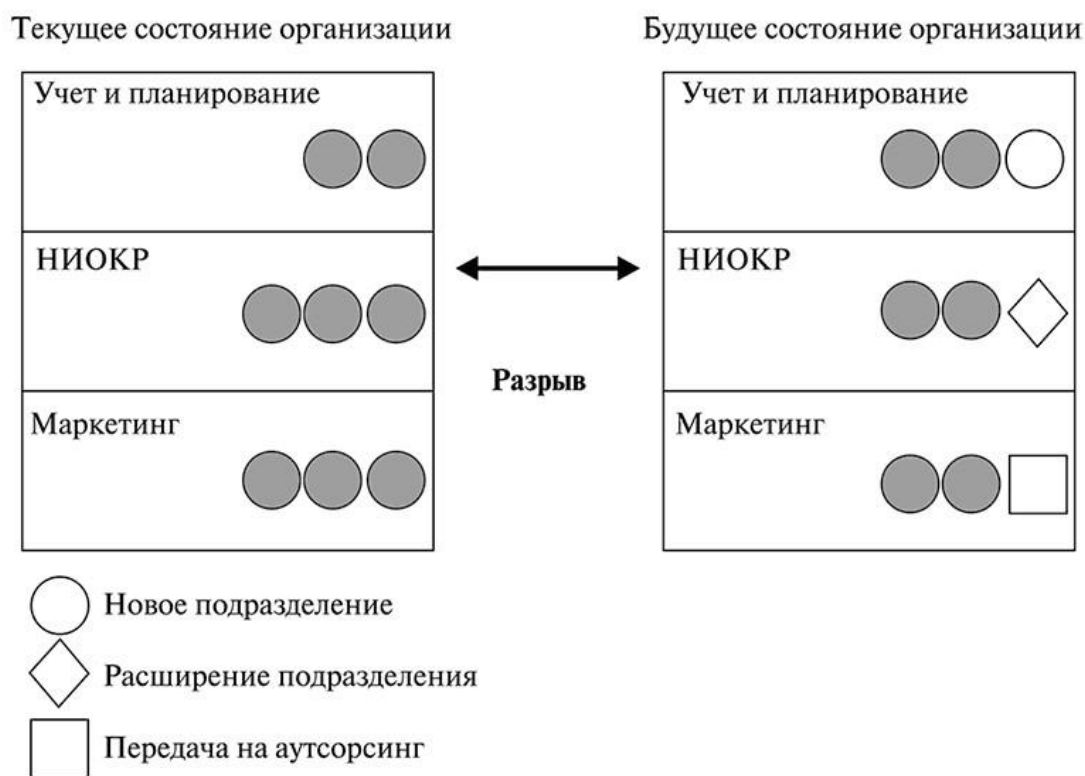 Текущее состояние организации
Будущее состояние организации
Учет и планирование
Учет и планирование
НИОКР
НИОКР
Разрыв
Маркетинг
Маркетинг
Новое подразделение
Расширение подразделения
Передача на аутсорсинг